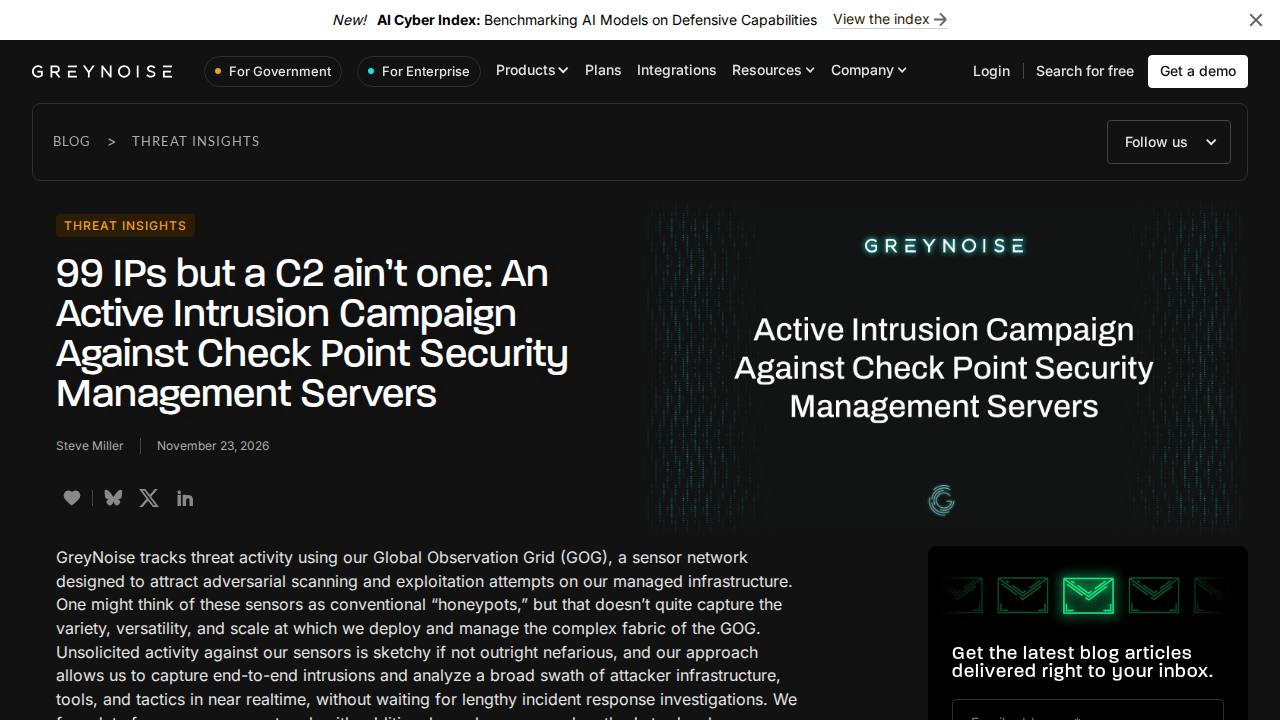 New! AI Cyber Index: Benchmarking AI Models on Defensive Capabilities View the index
GREYNOISE For Government For Enterprise Products Plans Integrations Resources Company Login Search for free Get a demo
BLOG > THREAT INSIGHTS Follow us
THREAT INSIGHTS
99 IPs but a C2 ain’t one: An
Active Intrusion Campaign
Against Check Point Security
Management Servers
Steve Miller November 23, 2026
GREYNOISE
Active Intrusion Campaign
Against Check Point Security
Management Servers
GreyNoise tracks threat activity using our Global Observation Grid (GOG), a sensor network
designed to attract adversarial scanning and exploitation attempts on our managed infrastructure.
One might think of these sensors as conventional “honeypots,” but that doesn’t quite capture the
variety, versatility, and scale at which we deploy and manage the complex fabric of the GOG.
Unsolicited activity against our sensors is sketchy if not outright nefarious, and our approach
allows us to capture end-to-end intrusions and analyze a broad swath of attacker infrastructure,
tools, and tactics in near realtime, without waiting for lengthy incident response investigations. We
Get the latest blog articles
delivered right to your inbox.